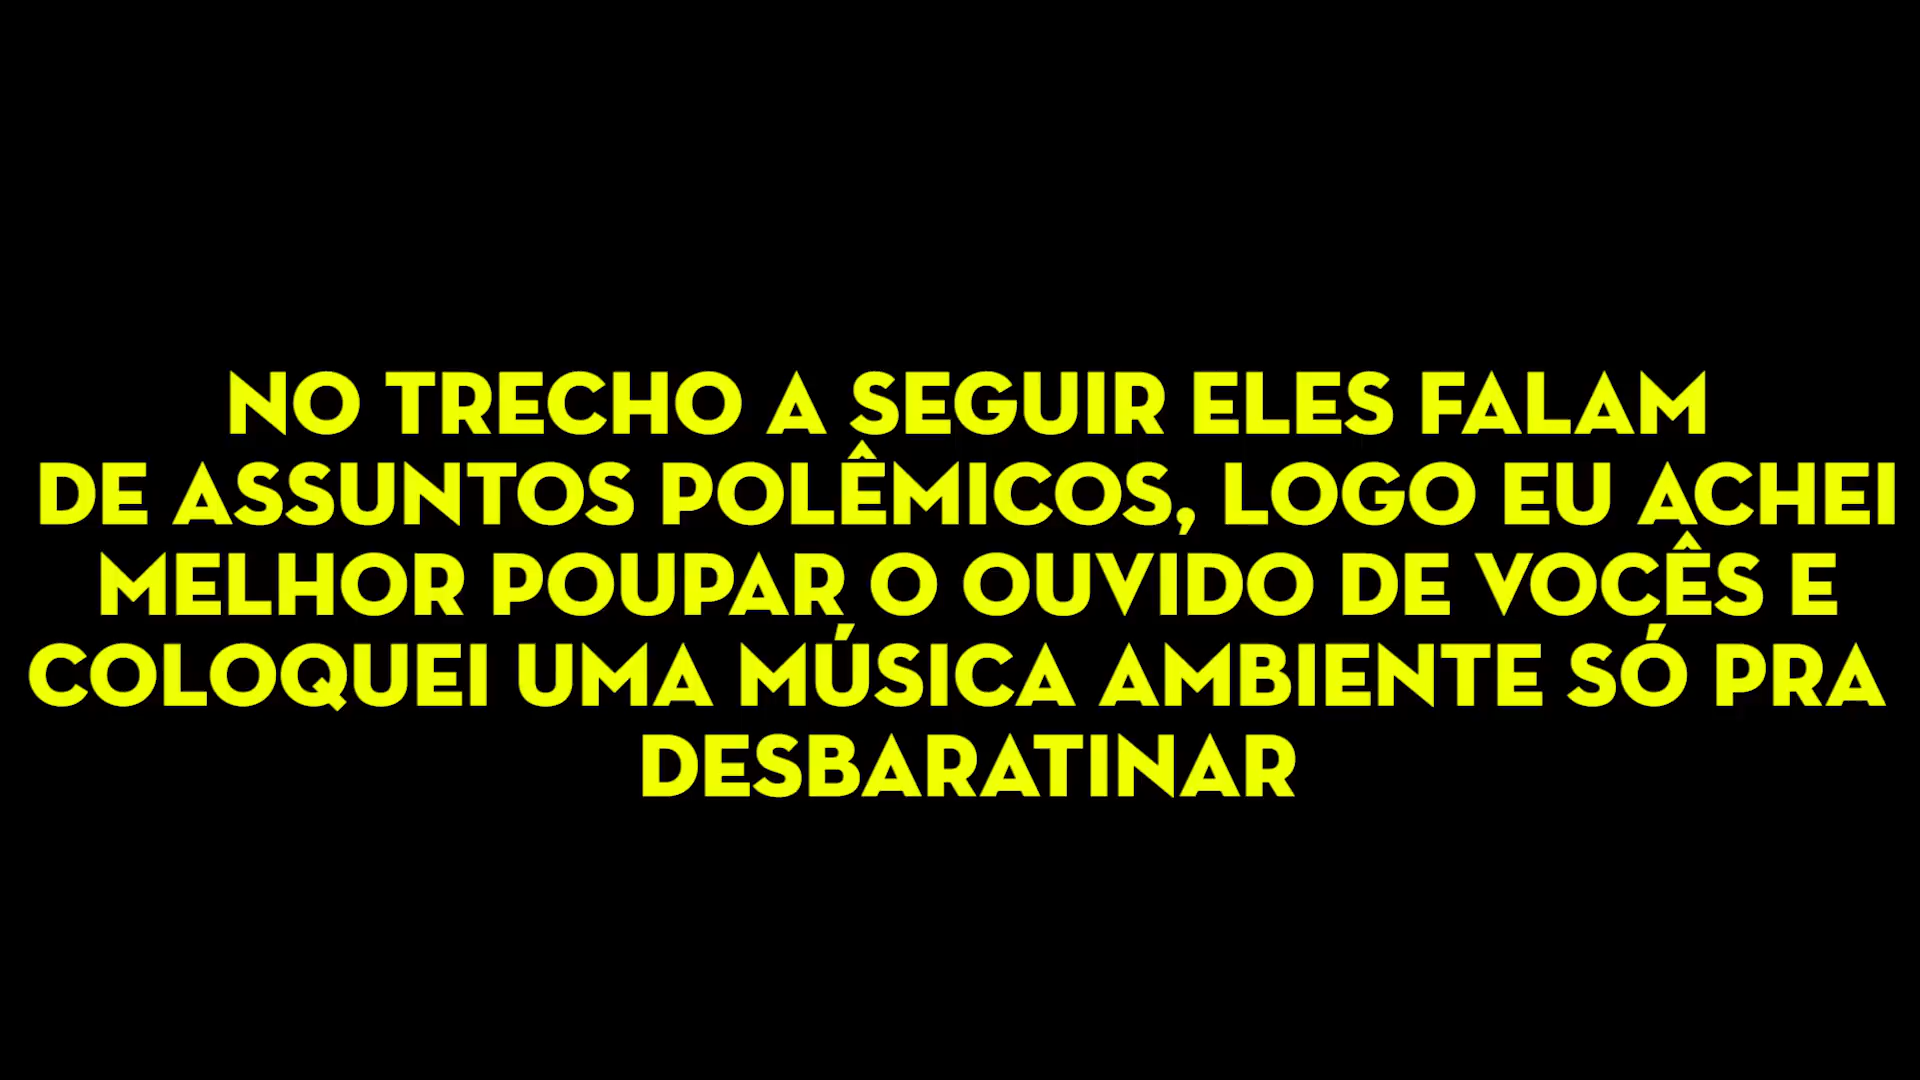 NO TRECHO A SEGUIR ELES FALAM
DE ASSUNTOS POLÊMICOS, LOGO EU ACHEI
MELHOR POUPAR O OUVIDO DE VOCÊS E
COLOQUEI UMA MÚSICA AMBIENTE SÓ PRA
DESBARATINAR